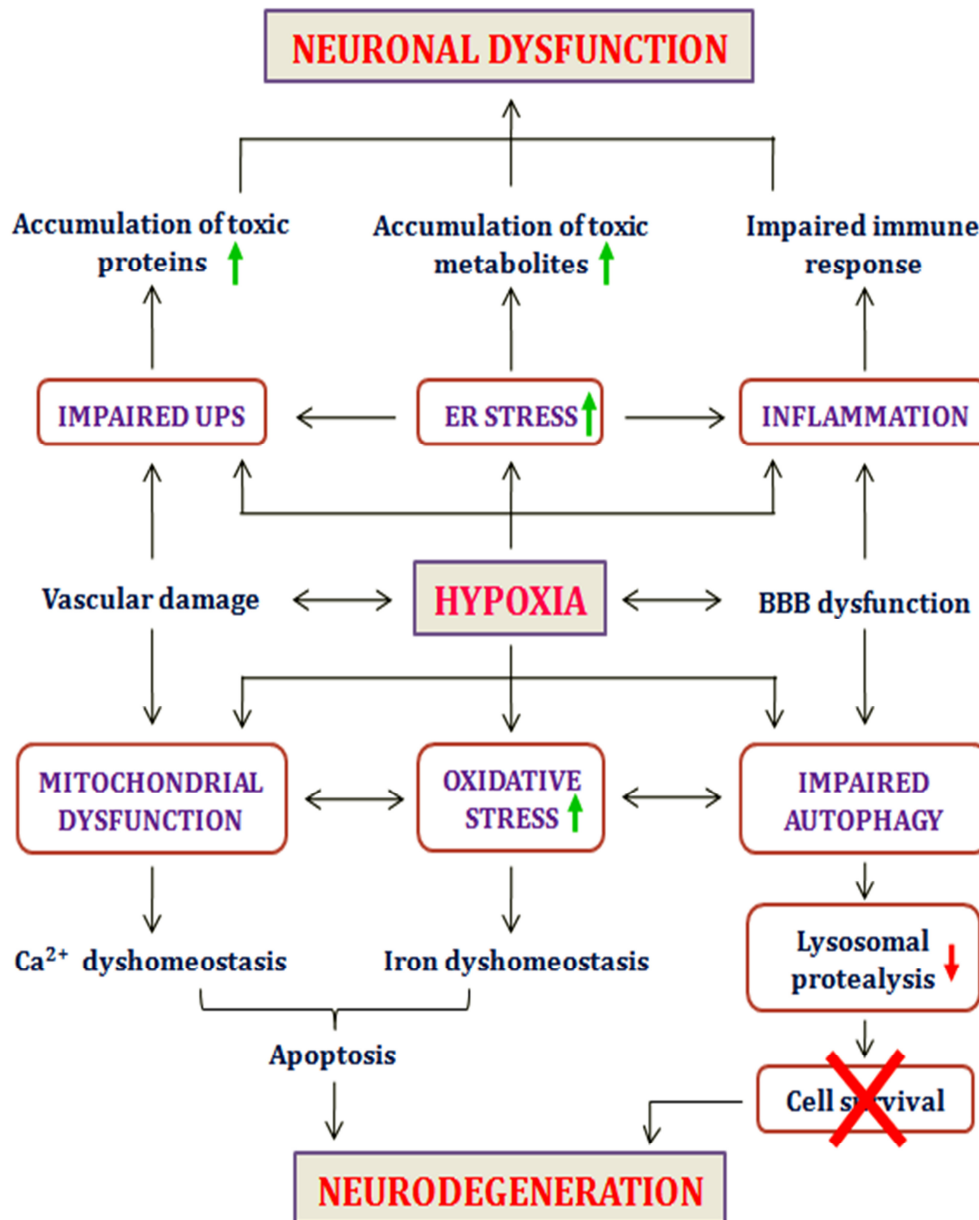 NEURONAL DYSFUNCTION
Accumulation of toxic
proteins
Accumulation of toxic
metabolites
Impaired immune
response
IMPAIRED UPS
ER STRESS
INFLAMMATION
Vascular damage
HYPOXIA
BBB dysfunction
MITOCHONDRIAL
DYSFUNCTION
OXIDATIVE
STRESS
IMPAIRED
AUTOPHAGY
Ca²⁺ dyshomeostasis
Iron dyshomeostasis
Lysosomal
protealysis
Apoptosis
Cell survival
NEURODEGENERATION